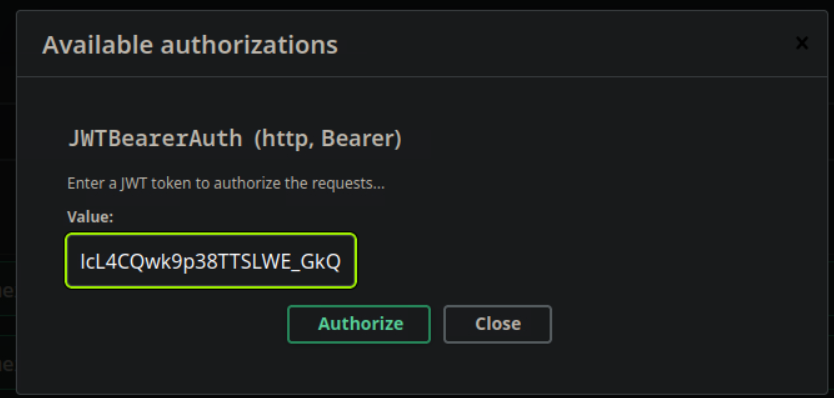 Available authorizations
×
JWTBearerAuth (http, Bearer)
Enter a JWT token to authorize the requests...
Value:
IcL4CQwk9p38TTSLWE_GkQ
Authorize
Close